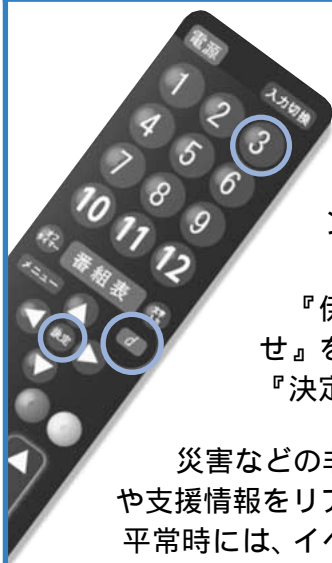 電源
入力切換
1 2 3
4 5 6
7 8 9
10 11 12
番組表
メニュー
d
決定
『伊
せ』を
『決定
災害などの非
や支援情報をリア
平常時には、イベ